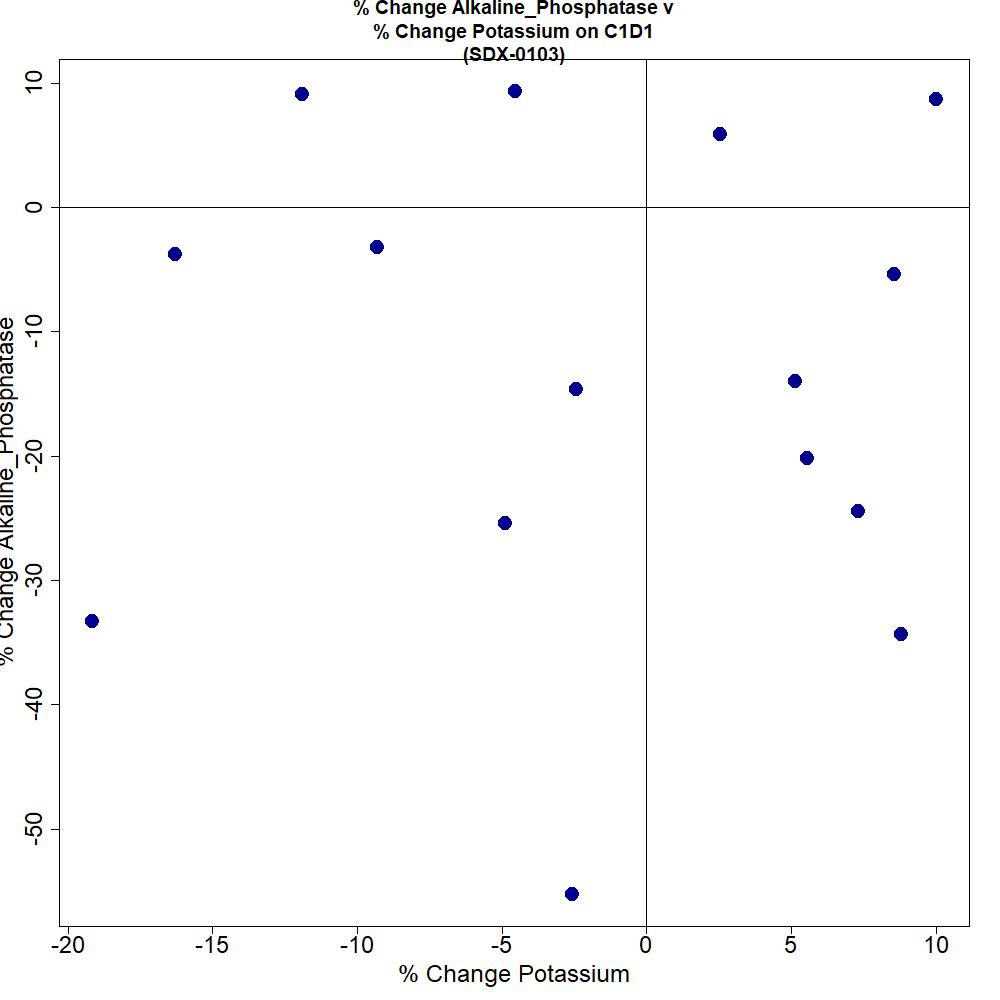 % Change Alkaline_Phosphatase v
% Change Potassium on C1D1
(SDX-0103)
% Change Alkaline_Phosphatase
10
0
-10
-20
-30
-40
-50
-20
-15
-10
-5
0
5
10
% Change Potassium